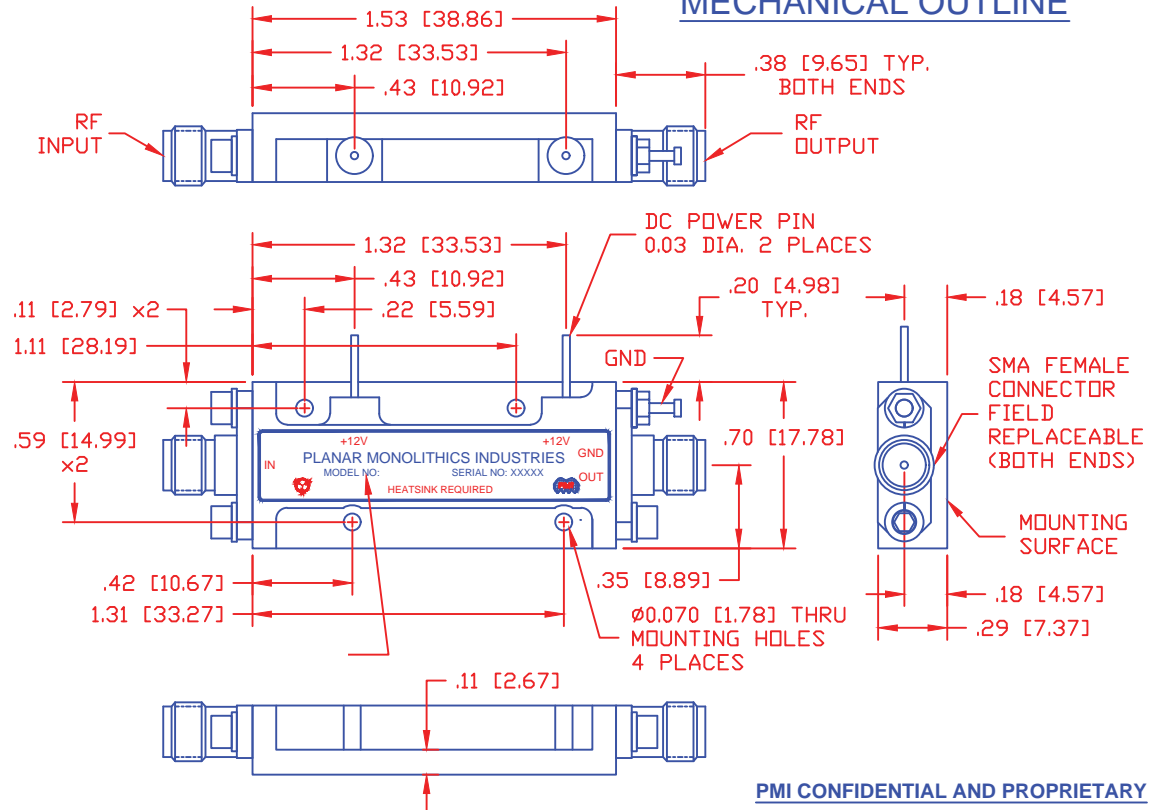 MECHANICAL OUTLINE
1.53 [38.86]
1.32 [33.53]
.43 [10.92]
.38 [9.65] TYP.
BOTH ENDS
RF
INPUT
RF
OUTPUT
DC POWER PIN
0.03 DIA. 2 PLACES
1.32 [33.53]
.43 [10.92]
.22 [5.59]
.11 [2.79] x2
1.11 [28.19]
.20 [4.98]
TYP.
.18 [4.57]
GND
SMA FEMALE
CONNECTOR
FIELD
REPLACEABLE
(BOTH ENDS)
.59 [14.99]
x2
.70 [17.78]
+12V
+12V
IN
PLANAR MONOLITHICS INDUSTRIES
GND
MODEL NO:
SERIAL NO: XXXXX
OUT
HEATSINK REQUIRED
PMI
MOUNTING
SURFACE
.42 [10.67]
.35 [8.89]
.18 [4.57]
1.31 [33.27]
Ø0.070 [1.78] THRU
MOUNTING HOLES
4 PLACES
.29 [7.37]
.11 [2.67]
PMI CONFIDENTIAL AND PROPRIETARY